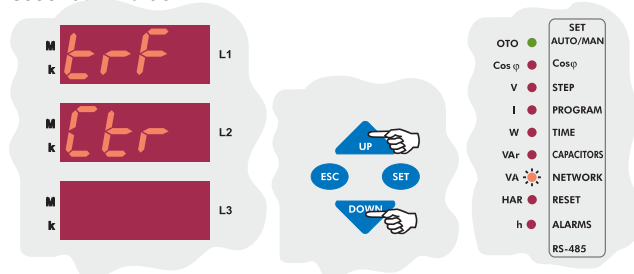 M
k
trF
L1
M
k
Ctr
L2
M
k
L3
UP
ESC
SET
DOWN
SET
OTO AUTO/MAN
Cos φ Cosφ
V STEP
I PROGRAM
W TIME
VAr CAPACITORS
VA NETWORK
HAR RESET
h ALARMS
RS-485